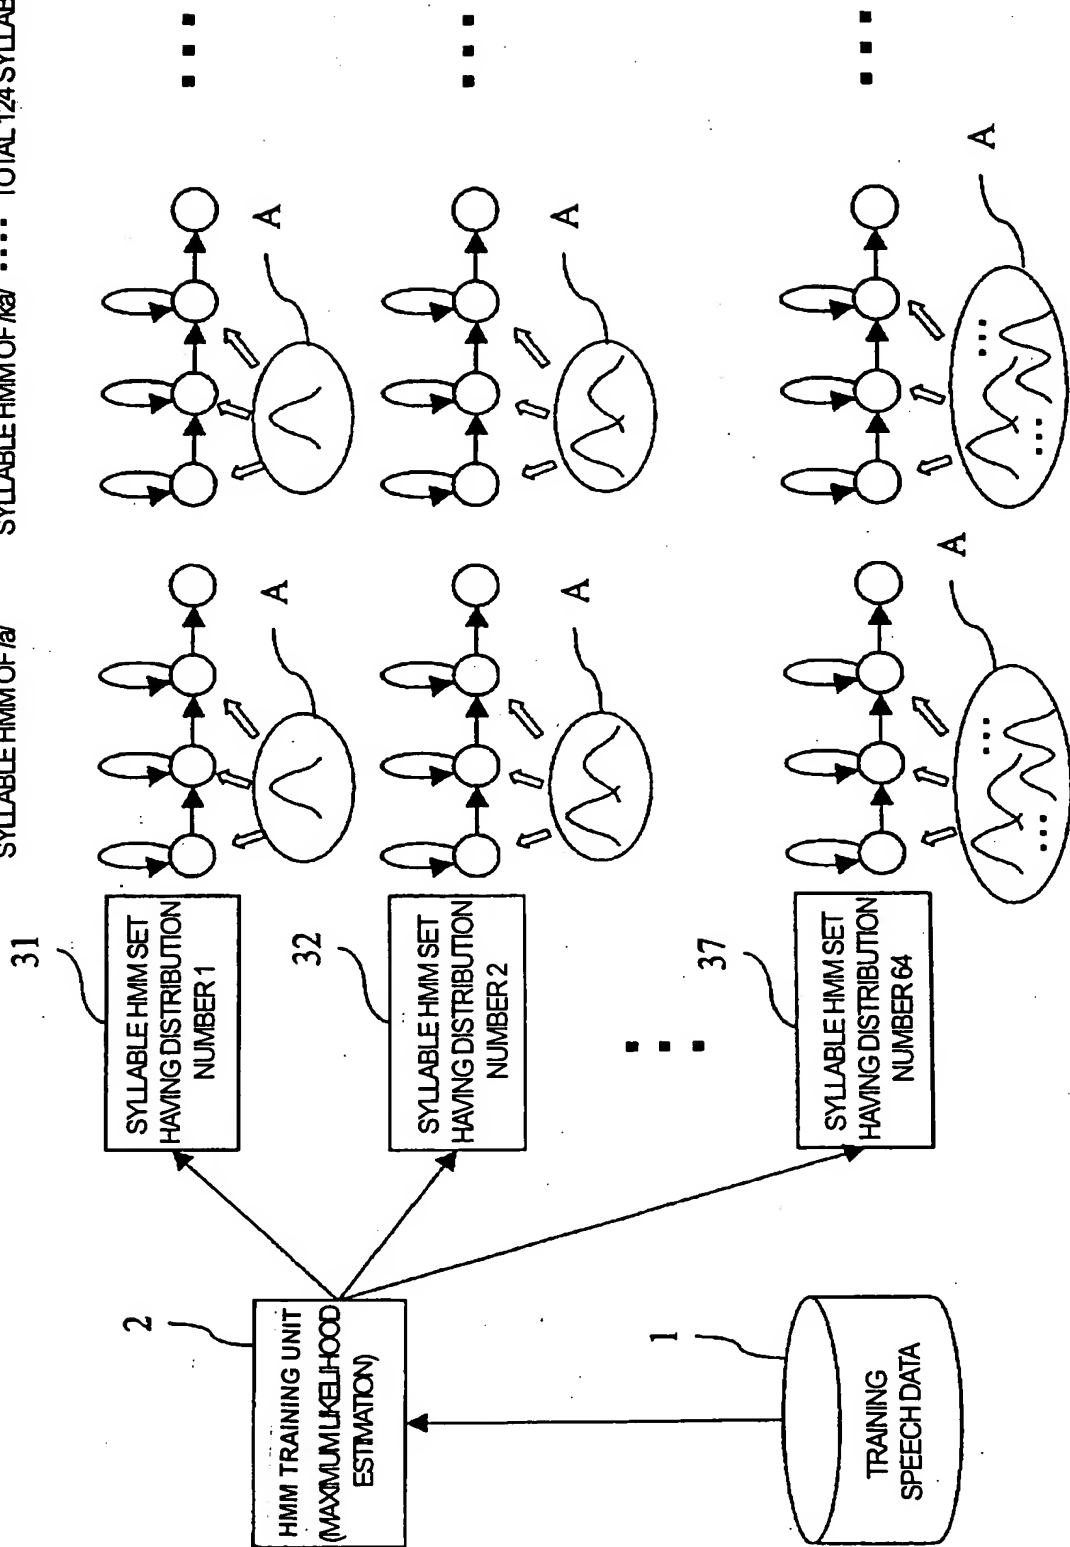 SYLLABLE HMM OF /a/
SYLLABLE HMM OF /ka/
TOTAL 124 SYLLAB
31
SYLLABLE HMM SET
HAVING DISTRIBUTION
NUMBER 1
A
A
32
SYLLABLE HMM SET
HAVING DISTRIBUTION
NUMBER 2
A
A
37
SYLLABLE HMM SET
HAVING DISTRIBUTION
NUMBER 64
A
A
2
HMM TRAINING UNIT
(MAXIMUM LIKELIHOOD
ESTIMATION)
1
TRAINING
SPEECH DATA